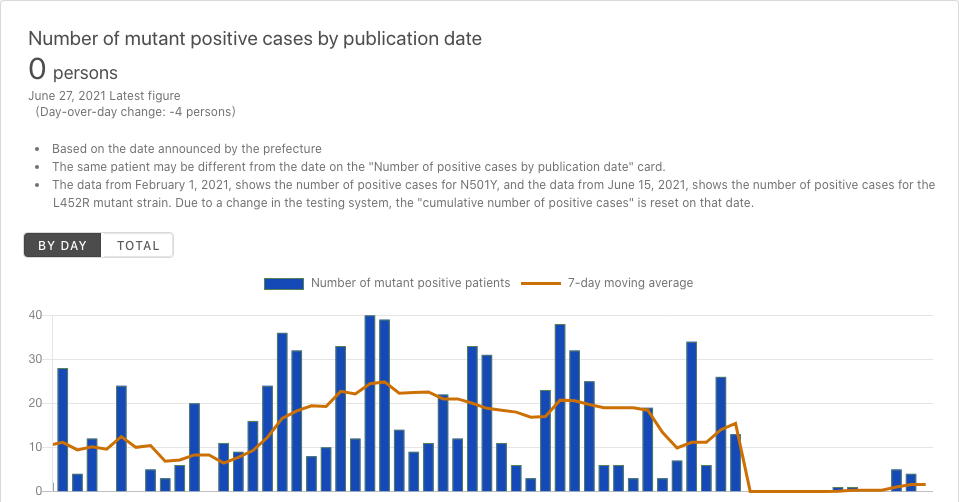 Number of mutant positive cases by publication date
0 persons
June 27, 2021 Latest figure
(Day-over-day change: -4 persons)
• Based on the date announced by the prefecture
• The same patient may be different from the date on the "Number of positive cases by publication date" card.
• The data from February 1, 2021, shows the number of positive cases for N501Y, and the data from June 15, 2021, shows the number of positive cases for the
L452R mutant strain. Due to a change in the testing system, the "cumulative number of positive cases" is reset on that date.
BY DAY TOTAL
Number of mutant positive patients 7-day moving average
40
30
20
10
0